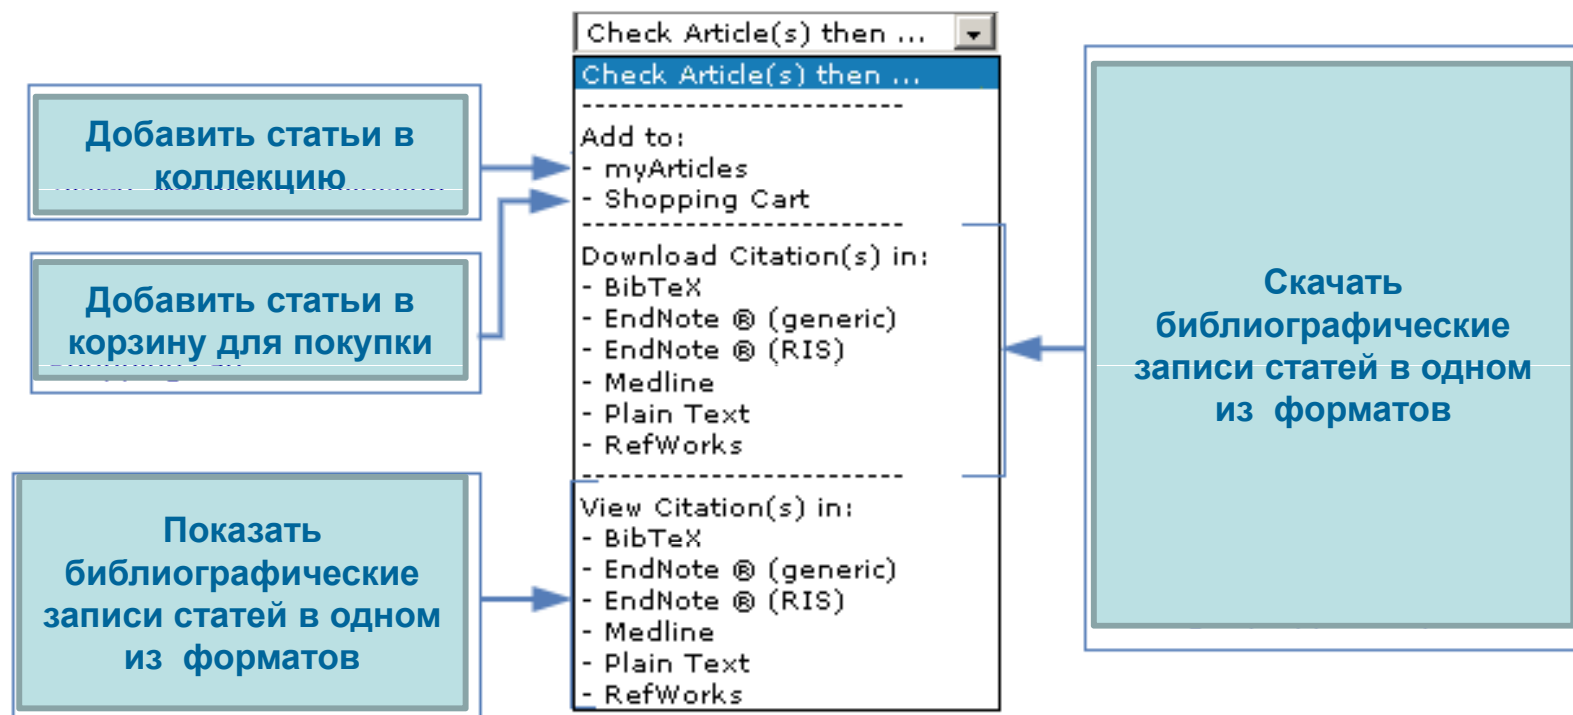 Check Article(s) then ...
Check Article(s) then ...
Add to:
- myArticles
- Shopping Cart
Download Citation(s) in:
- BibTeX
- EndNote ® (generic)
- EndNote ® (RIS)
- Medline
- Plain Text
- RefWorks
View Citation(s) in:
- BibTeX
- EndNote ® (generic)
- EndNote ® (RIS)
- Medline
- Plain Text
- RefWorks
Добавить статьи в
коллекцию
Добавить статьи в
корзину для покупки
Показать
библиографические
записи статей в одном
из форматов
Скачать
библиографические
записи статей в одном
из форматов